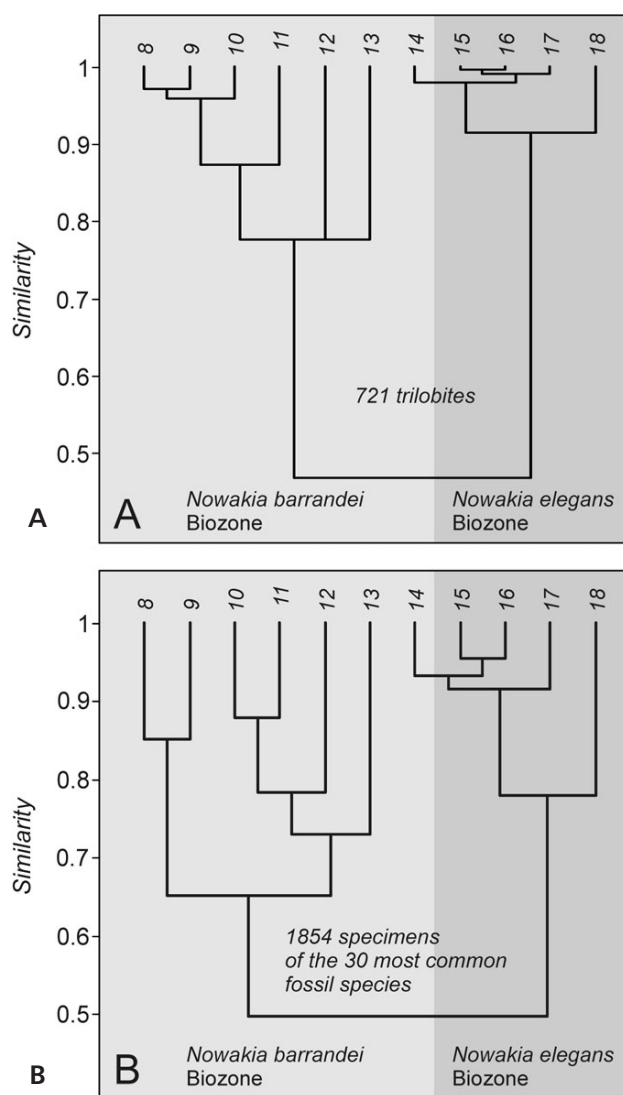 8 9 10 11 12 13 14 15 16 17 18
1
0.9
0.8
0.7
0.6
0.5
Similarity
721 trilobites
A
A
Nowakia barrandei
Biozone
Nowakia elegans
Biozone
8 9 10 11 12 13 14 15 16 17 18
1
0.9
0.8
0.7
0.6
0.5
Similarity
1854 specimens
of the 30 most common
fossil species
B
B
Nowakia barrandei
Biozone
Nowakia elegans
Biozone